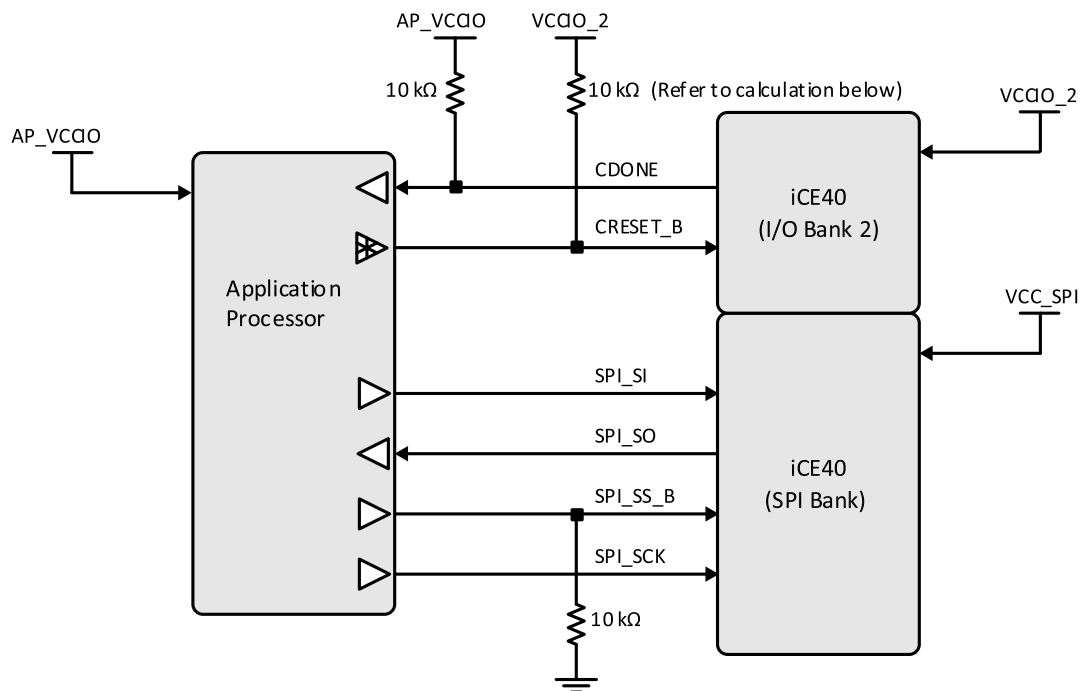 AP_VCCIO
VCCIO_2
10 kΩ
10 kΩ (Refer to calculation below)
VCCIO_2
AP_VCCIO
CDONE
iCE40
(I/O Bank 2)
CRESET_B
Application
Processor
VCC_SPI
SPI_SI
SPI_SO
iCE40
(SPI Bank)
SPI_SS_B
SPI_SCK
10 kΩ